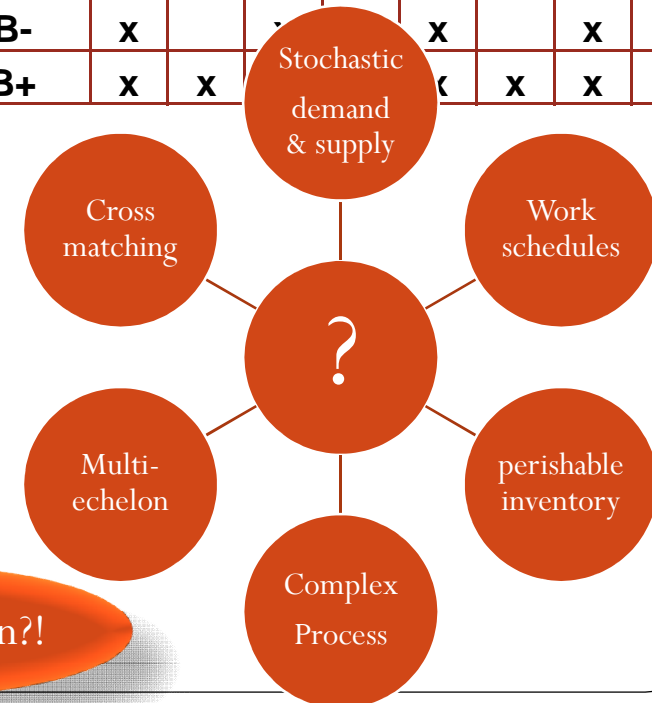 B- x x x
B+ x x x x x
Stochastic
demand
& supply
Cross
matching
Work
schedules
?
Multi-
echelon
perishable
inventory
Complex
Process
n?!